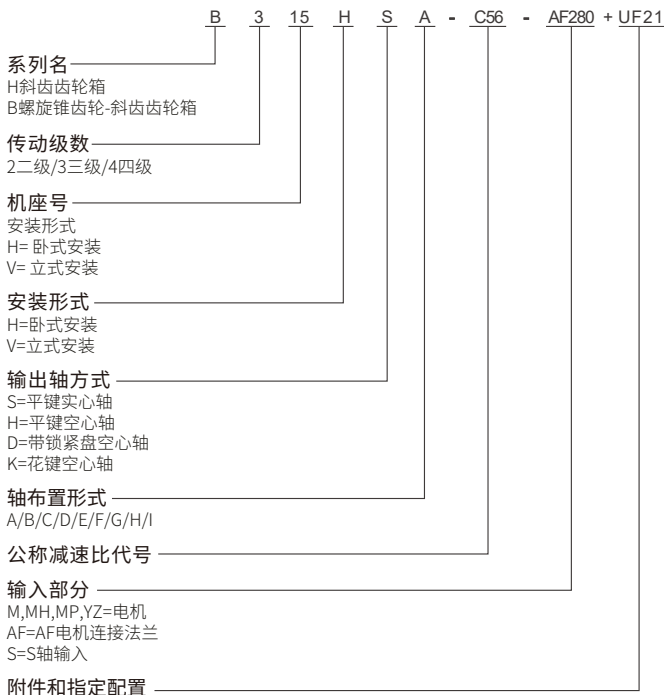 B 3 15 H S A - C56 - AF280 + UF21
系列名
H斜齿齿轮箱
B螺旋锥齿轮-斜齿齿轮箱
传动级数
2二级/3三级/4四级
机座号
安装形式
H= 卧式安装
V= 立式安装
安装形式
H=卧式安装
V=立式安装
输出轴方式
S=平键实心轴
H=平键空心轴
D=带锁紧盘空心轴
K=花键空心轴
轴布置形式
A/B/C/D/E/F/G/H/I
公称减速比代号
输入部分
M,MH,MP,YZ=电机
AF=AF电机连接法兰
S=S轴输入
附件和指定配置